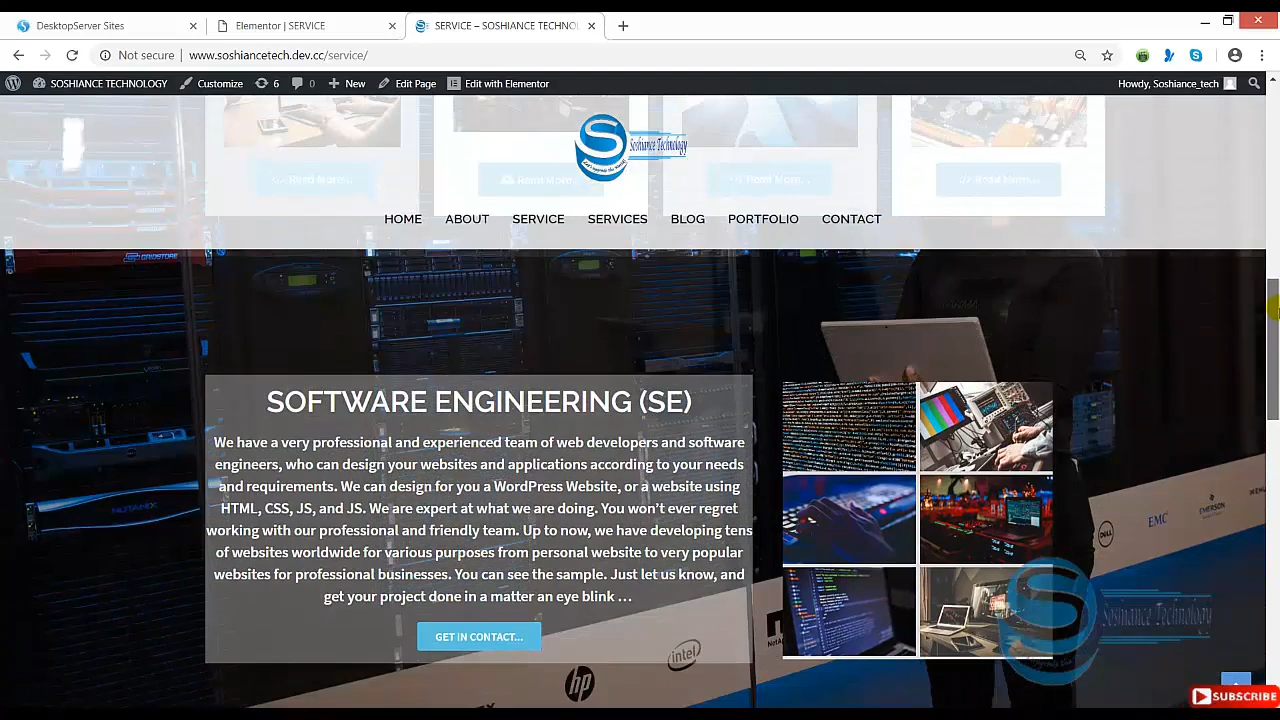 DesktopServer Sites
Elementor | SERVICE
SERVICE – SOSHIANCE TECHNO
Not secure
www.soshiancetech.dev.cc/service/
SOSHIANCE TECHNOLOGY
Customize
6
0
New
Edit Page
Edit with Elementor
Howdy, Soshiance_tech
Soshiance Technology
Read More...
Read More...
Read More...
Read More...
HOME
ABOUT
SERVICE
SERVICES
BLOG
PORTFOLIO
CONTACT
GRIDSTORE
NUTANIX
SOFTWARE ENGINEERING (SE)
We have a very professional and experienced team of web developers and software
engineers, who can design your websites and applications according to your needs
and requirements. We can design for you a WordPress Website, or a website using
HTML, CSS, JS, and JS. We are expert at what we are doing. You won’t ever regret
working with our professional and friendly team. Up to now, we have developing tens
of websites worldwide for various purposes from personal website to very popular
websites for professional businesses. You can see the sample. Just let us know, and
get your project done in a matter an eye blink …
GET IN CONTACT...
DELL
EMC
EMERSON
intel
hp
Soshiance Technology
SUBSCRIBE